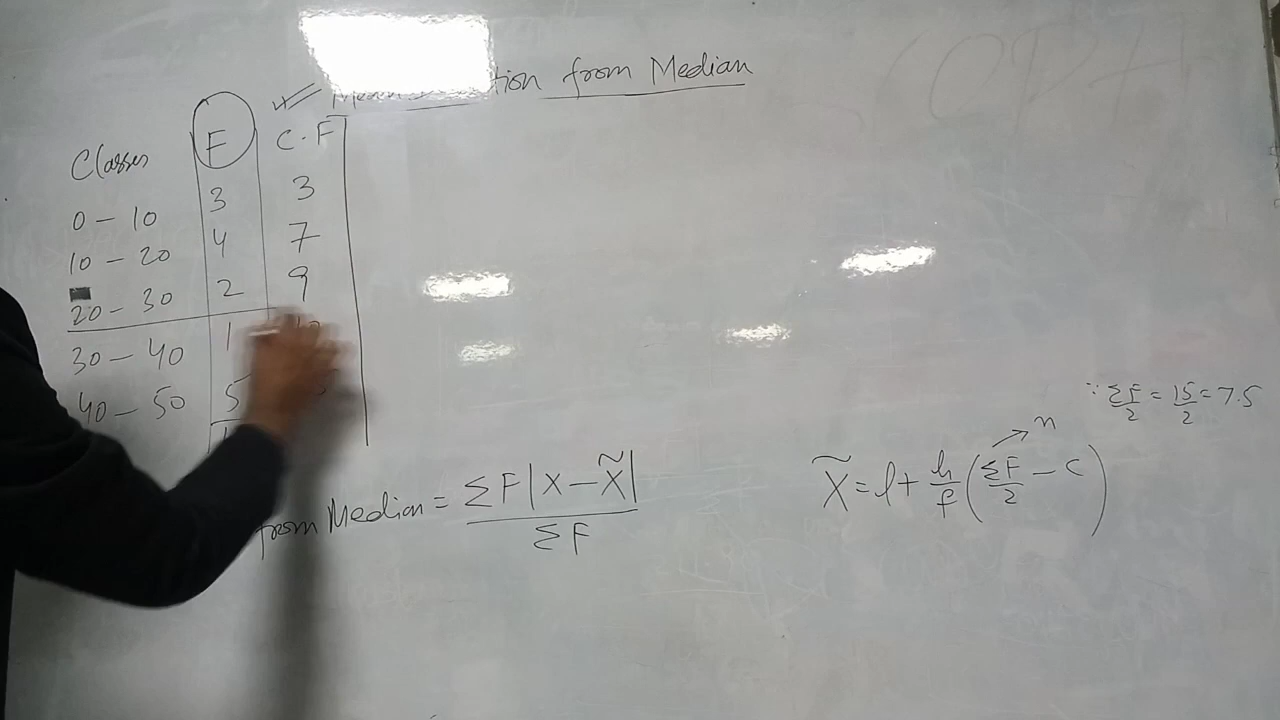 from Median
Classes F C.F
0 – 10 3 3
10 – 20 4 7
20 – 30 2 9
30 – 40 1
40 – 50 5
∵ ΣF/2 = 15/2 = 7.5
n
from Median = ΣF|X – X̃| / ΣF
X̃ = l + h/f (ΣF/2 – C)